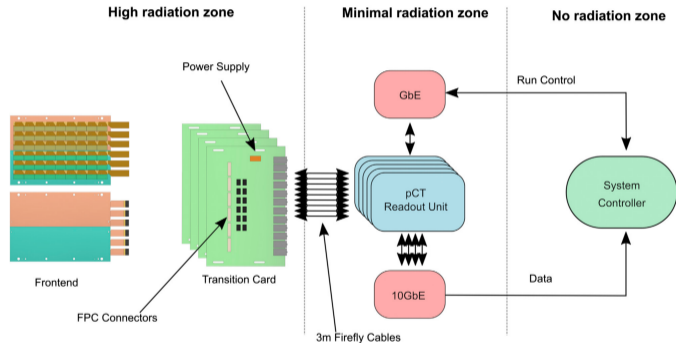 High radiation zone
Minimal radiation zone
No radiation zone
Power Supply
GbE
Run Control
pCT
Readout Unit
System
Controller
Frontend
Transition Card
10GbE
Data
FPC Connectors
3m Firefly Cables